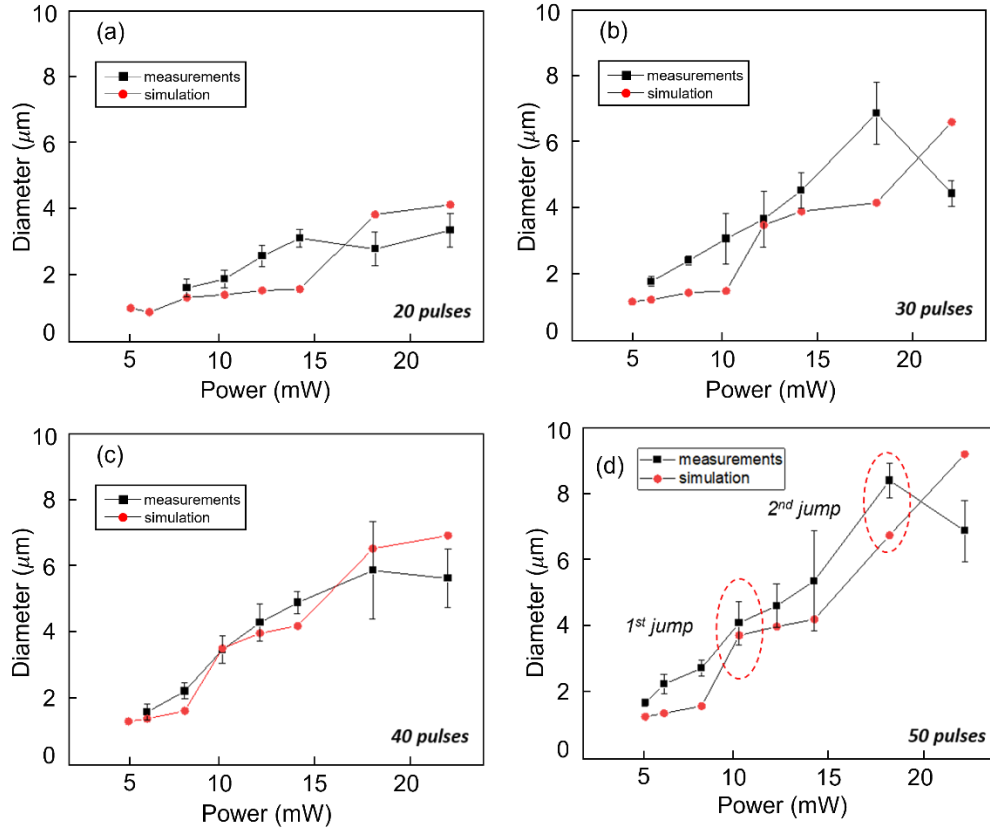 (a)
measurements
simulation
Diameter (μm)
10
8
6
4
2
0
20 pulses
5 10 15 20
Power (mW)
(b)
measurements
simulation
Diameter (μm)
10
8
6
4
2
0
30 pulses
5 10 15 20
Power (mW)
(c)
measurements
simulation
Diameter (μm)
10
8
6
4
2
0
40 pulses
5 10 15 20
Power (mW)
(d)
measurements
simulation
2nd jump
1st jump
Diameter (μm)
10
8
6
4
2
0
50 pulses
5 10 15 20
Power (mW)